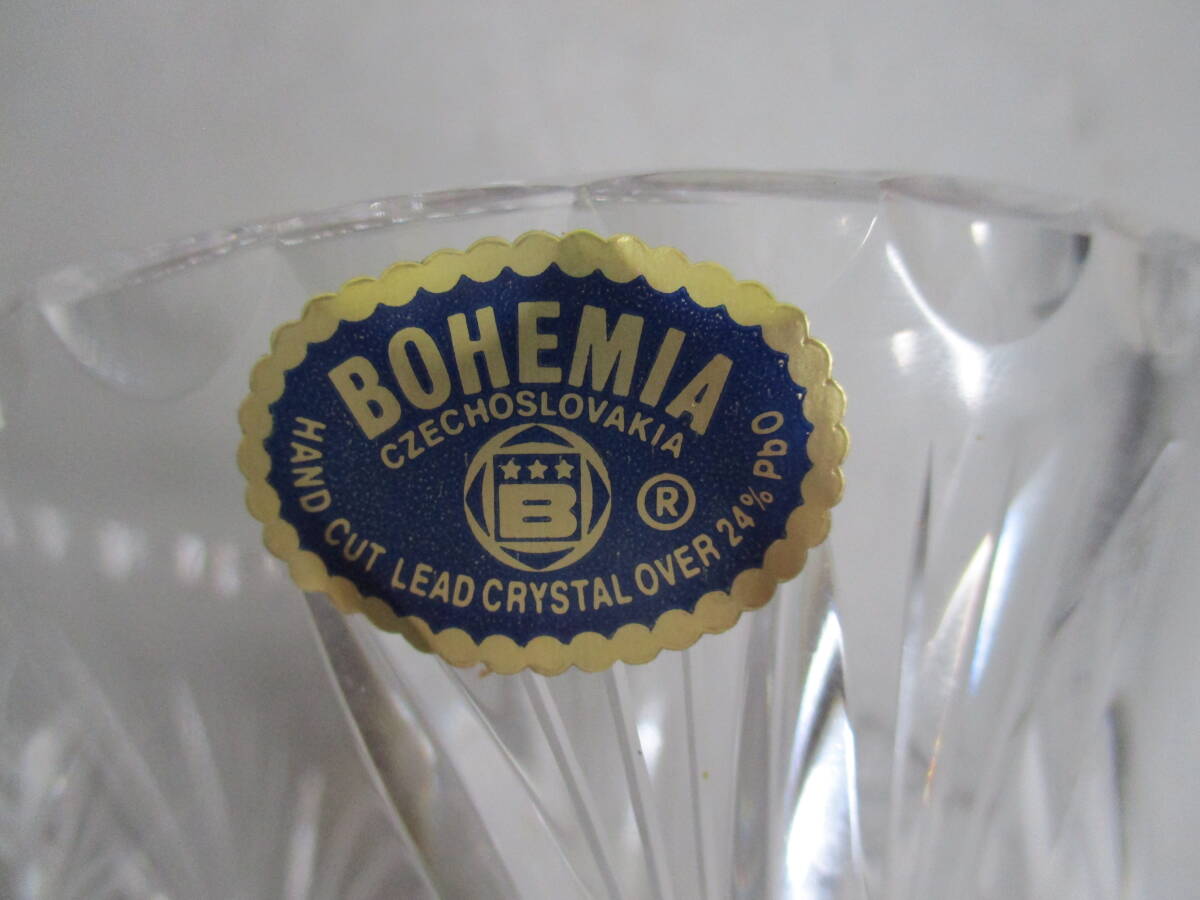 BOHEMIA
CZECHOSLOVAKIA
★★★
B
®
HAND CUT LEAD CRYSTAL OVER 24% PbO